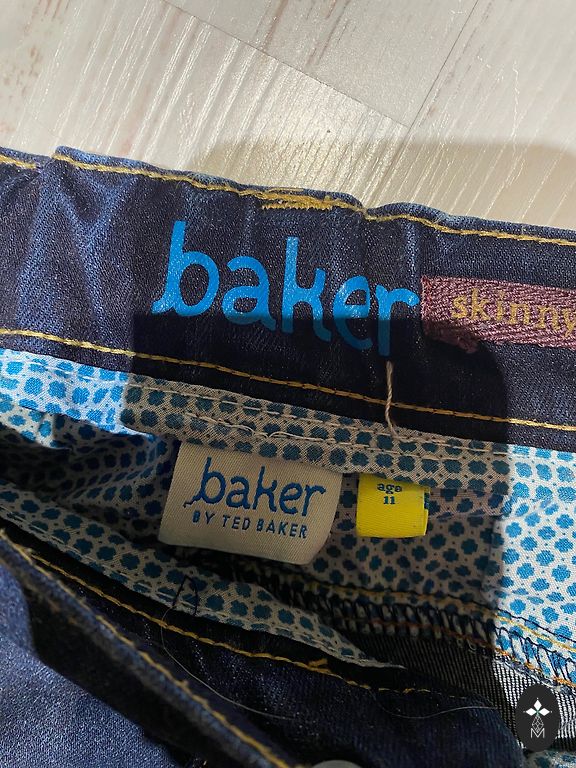 baker
skinny
baker
BY TED BAKER
age
11
M